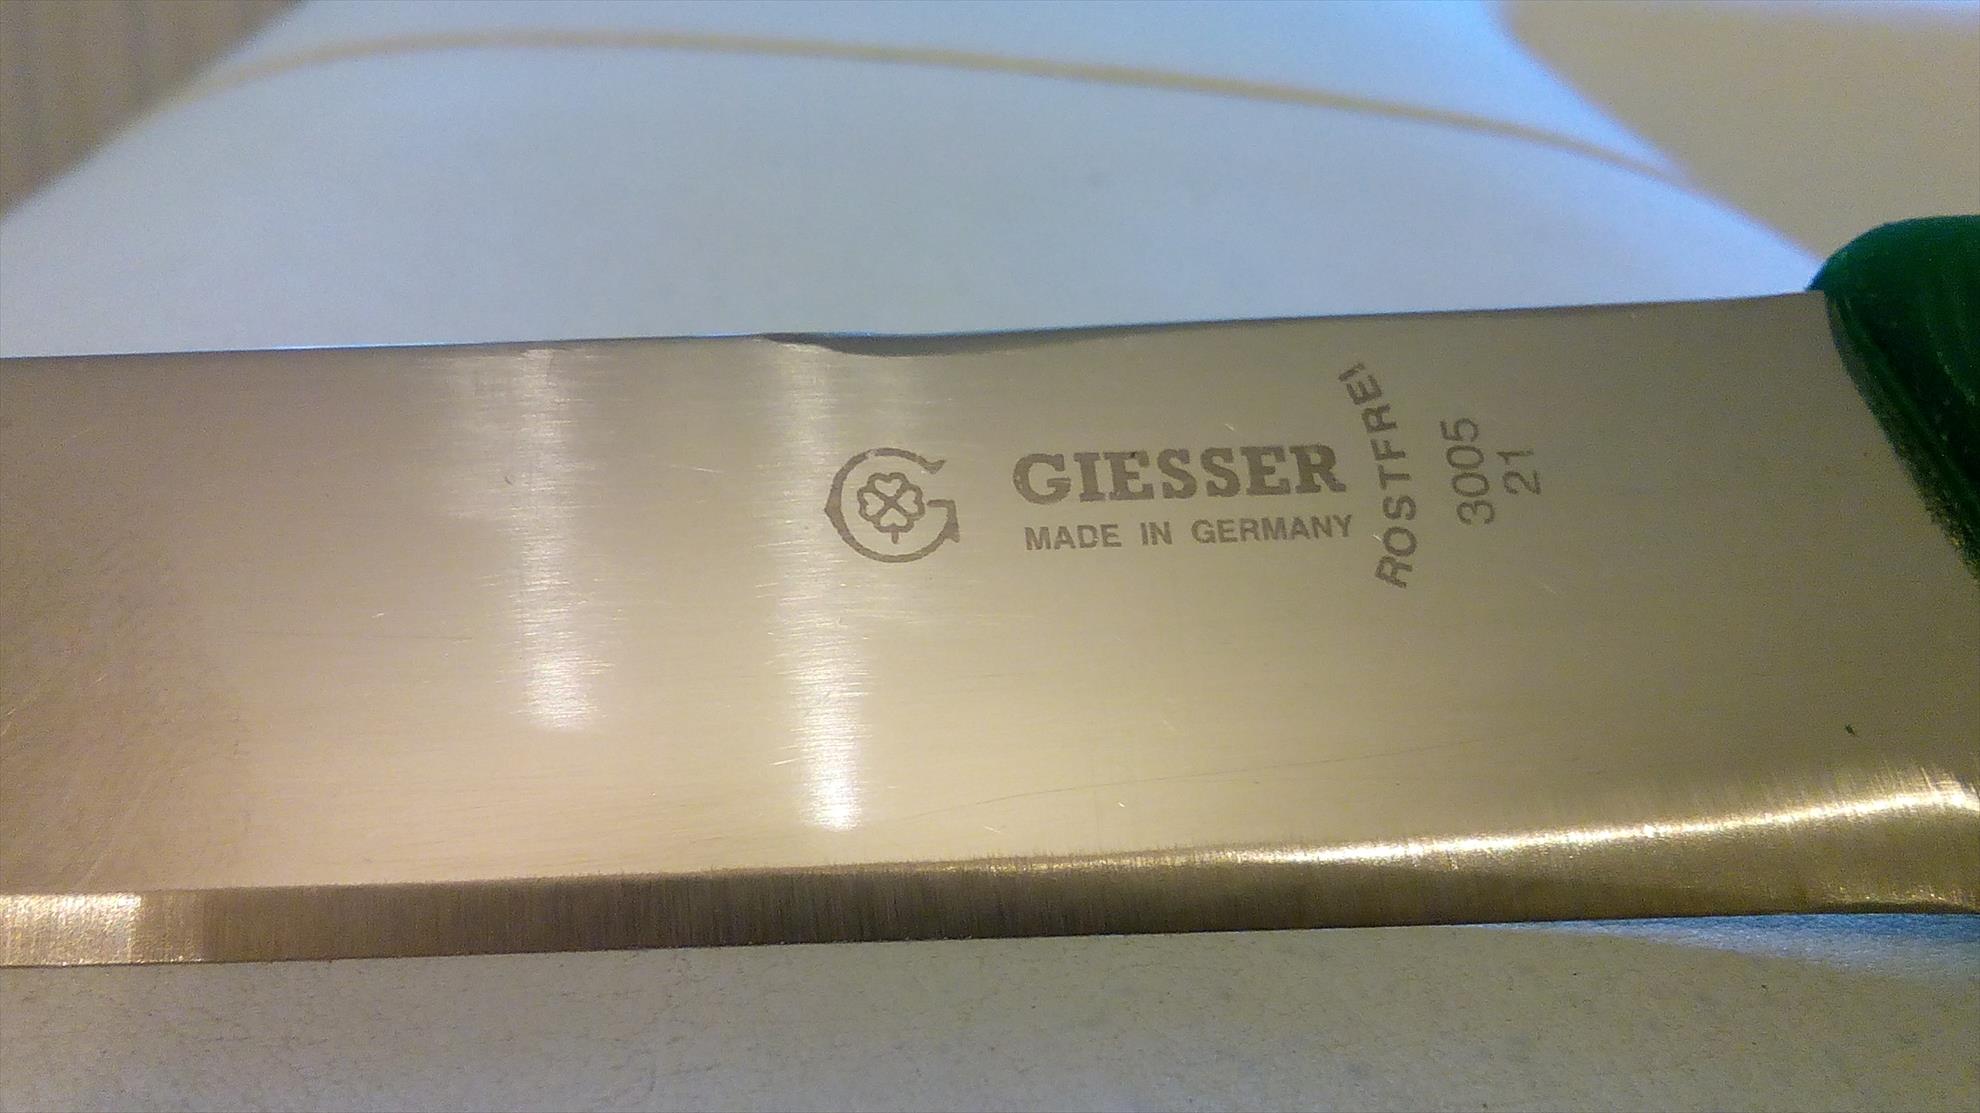 GIESSER
MADE IN GERMANY
ROSTFREI
3005
21